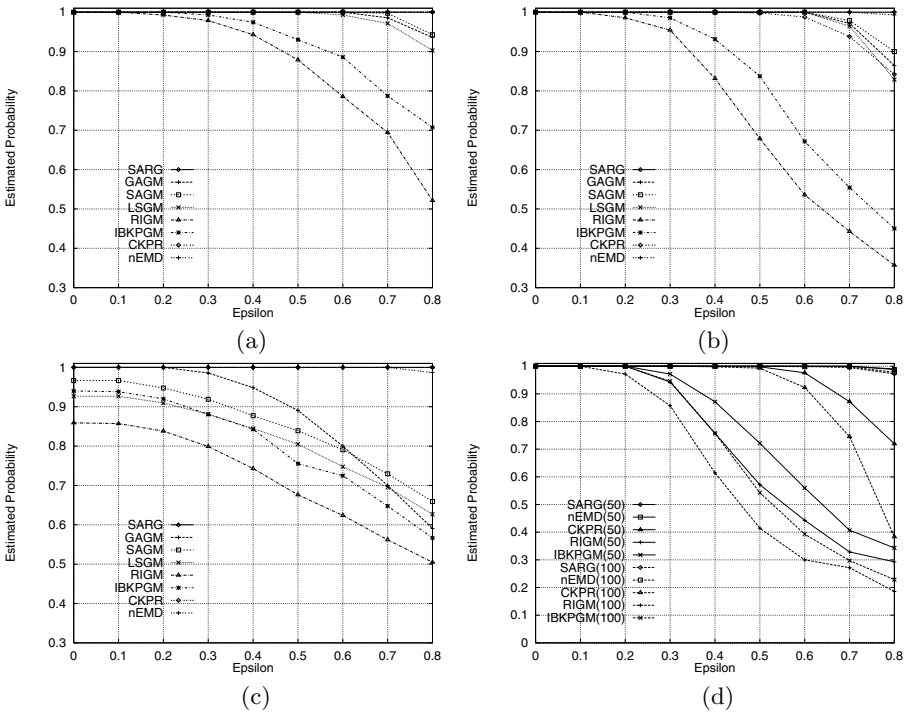 1
0.9
0.8
0.7
0.6
0.5
0.4
0.3
Estimated Probability
SARG
GAGM
SAGM
LSGM
RIGM
IBKPGM
CKPR
nEMD
0 0.1 0.2 0.3 0.4 0.5 0.6 0.7 0.8
Epsilon
(a)
1
0.9
0.8
0.7
0.6
0.5
0.4
0.3
Estimated Probability
SARG
GAGM
SAGM
LSGM
RIGM
IBKPGM
CKPR
nEMD
0 0.1 0.2 0.3 0.4 0.5 0.6 0.7 0.8
Epsilon
(b)
1
0.9
0.8
0.7
0.6
0.5
0.4
0.3
Estimated Probability
SARG
GAGM
SAGM
LSGM
RIGM
IBKPGM
CKPR
nEMD
0 0.1 0.2 0.3 0.4 0.5 0.6 0.7 0.8
Epsilon
(c)
1
0.9
0.8
0.7
0.6
0.5
0.4
0.3
0.2
0.1
0
Estimated Probability
SARG(50)
nEMD(50)
CKPR(50)
RIGM(50)
IBKPGM(50)
SARG(100)
nEMD(100)
CKPR(100)
RIGM(100)
IBKPGM(100)
0 0.1 0.2 0.3 0.4 0.5 0.6 0.7 0.8
Epsilon
(d)